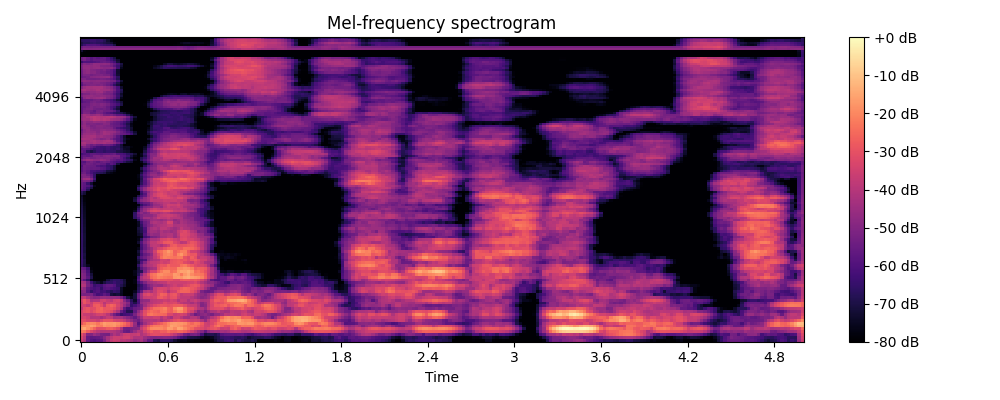 Mel-frequency spectrogram
+0 dB
-10 dB
-20 dB
-30 dB
-40 dB
-50 dB
-60 dB
-70 dB
-80 dB
Hz
4096
2048
1024
512
0
0 0.6 1.2 1.8 2.4 3 3.6 4.2 4.8
Time